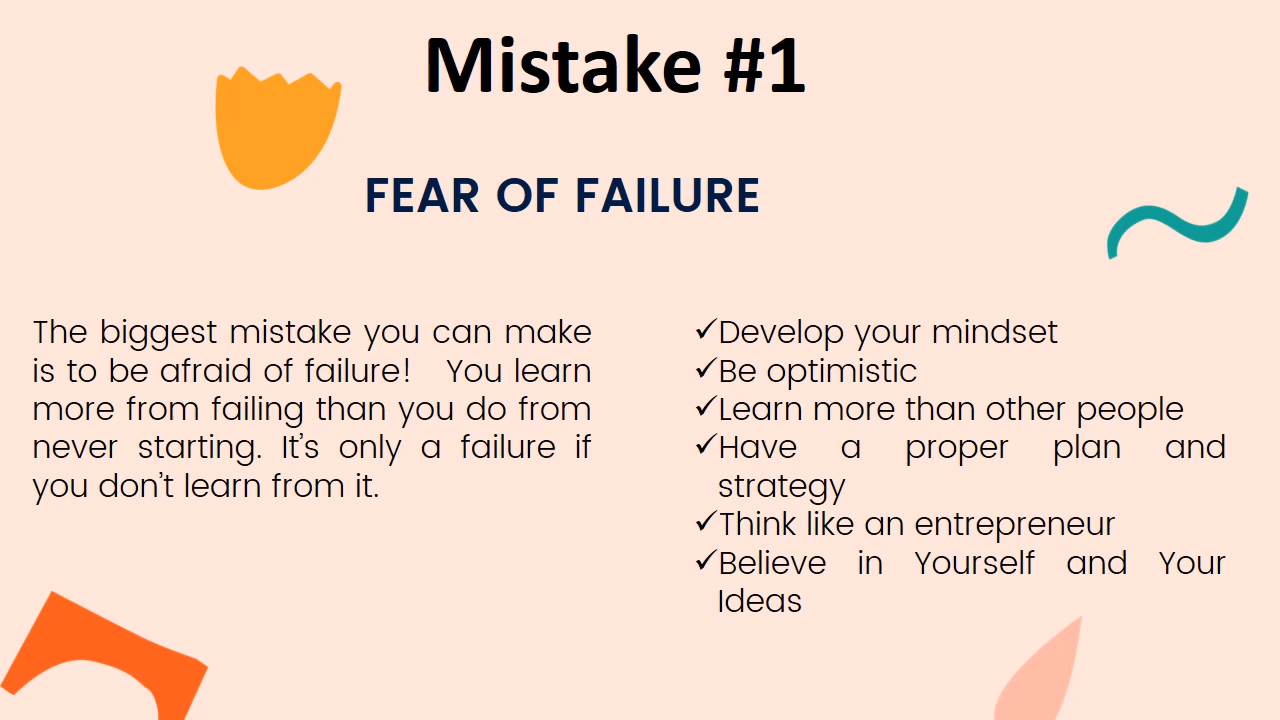 Mistake #1
FEAR OF FAILURE
The biggest mistake you can make
is to be afraid of failure!   You learn
more from failing than you do from
never starting. It’s only a failure if
you don’t learn from it.
✓Develop your mindset
✓Be optimistic
✓Learn more than other people
✓Have a proper plan and
strategy
✓Think like an entrepreneur
✓Believe in Yourself and Your
Ideas